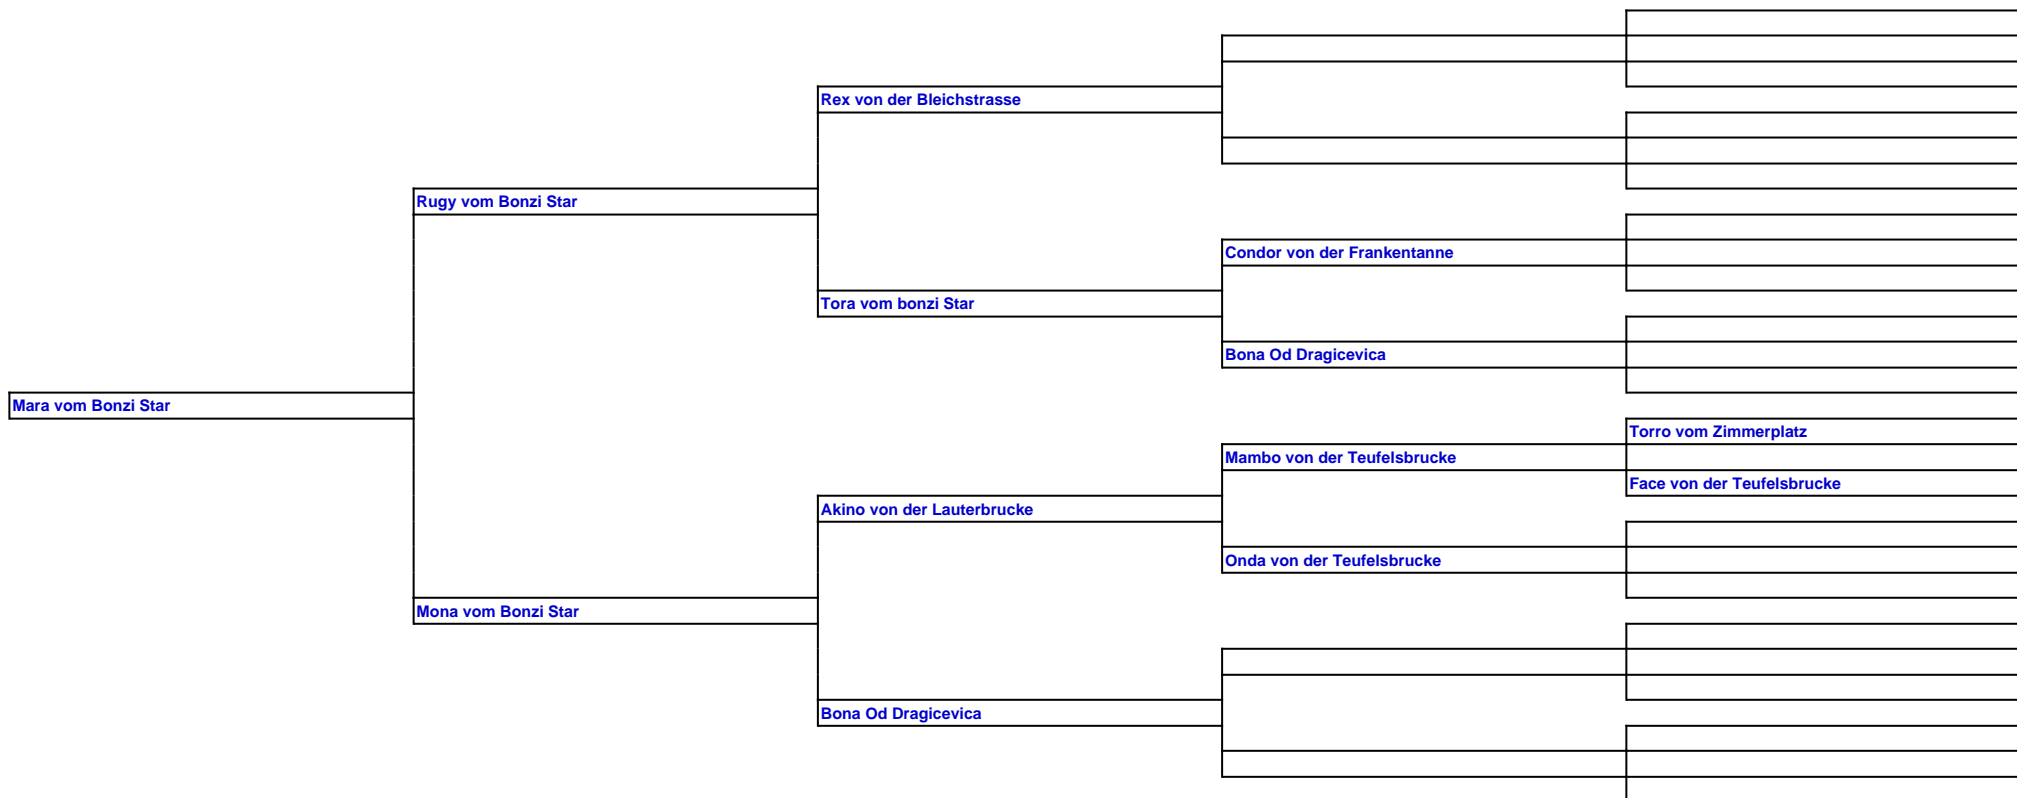 Rex von der Bleichstrasse
Rugy vom Bonzi Star
Condor von der Frankentanne
Tora vom bonzi Star
Bona Od Dragicevica
Mara vom Bonzi Star
Torro vom Zimmerplatz
Mambo von der Teufelsbrucke
Face von der Teufelsbrucke
Akino von der Lauterbrucke
Onda von der Teufelsbrucke
Mona vom Bonzi Star
Bona Od Dragicevica